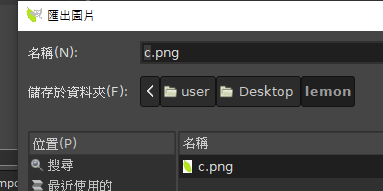 匯出圖片
名稱(N): c.png
儲存於資料夾(F): user Desktop lemon
位置(P) 名稱
搜尋 c.png
最近使用的